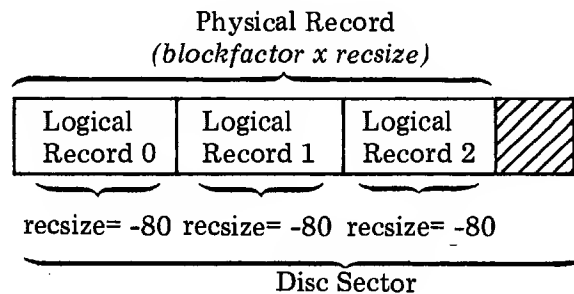 Physical Record
(blockfactor x recsize)
Logical Record 0
Logical Record 1
Logical Record 2
recsize= -80 recsize= -80 recsize= -80
Disc Sector